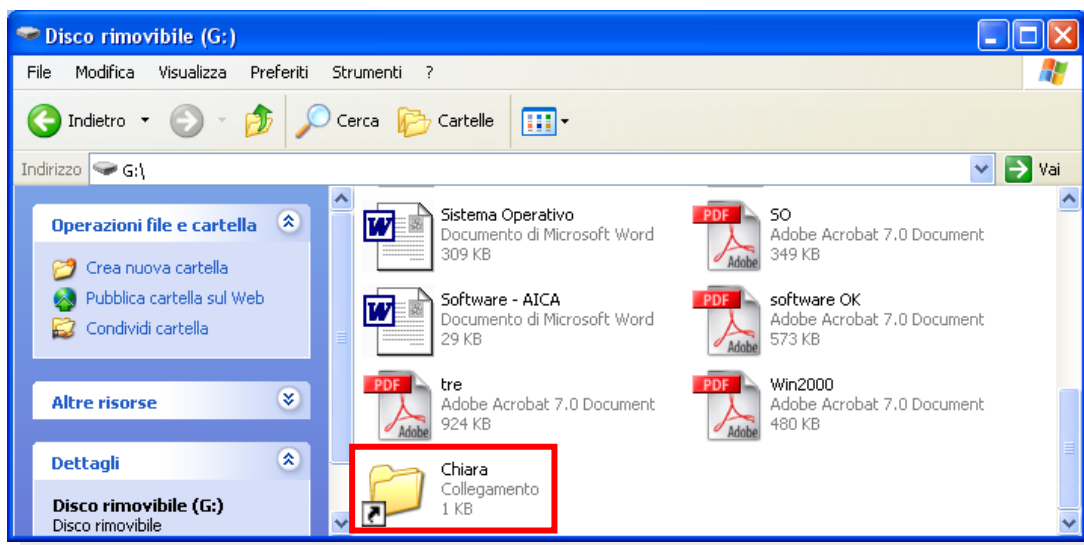 Disco rimovibile (G:)
File Modifica Visualizza Preferiti Strumenti ?
Indietro Cerca Cartelle
Indirizzo G:\ Vai
Operazioni file e cartella
Crea nuova cartella
Pubblica cartella sul Web
Condividi cartella
Altre risorse
Dettagli
Disco rimovibile (G:)
Disco rimovibile
W
Sistema Operativo
Documento di Microsoft Word
309 KB
PDF
Adobe
SO
Adobe Acrobat 7.0 Document
349 KB
W
Software - AICA
Documento di Microsoft Word
29 KB
PDF
Adobe
software OK
Adobe Acrobat 7.0 Document
573 KB
PDF
Adobe
tre
Adobe Acrobat 7.0 Document
924 KB
PDF
Adobe
Win2000
Adobe Acrobat 7.0 Document
480 KB
Chiara
Collegamento
1 KB